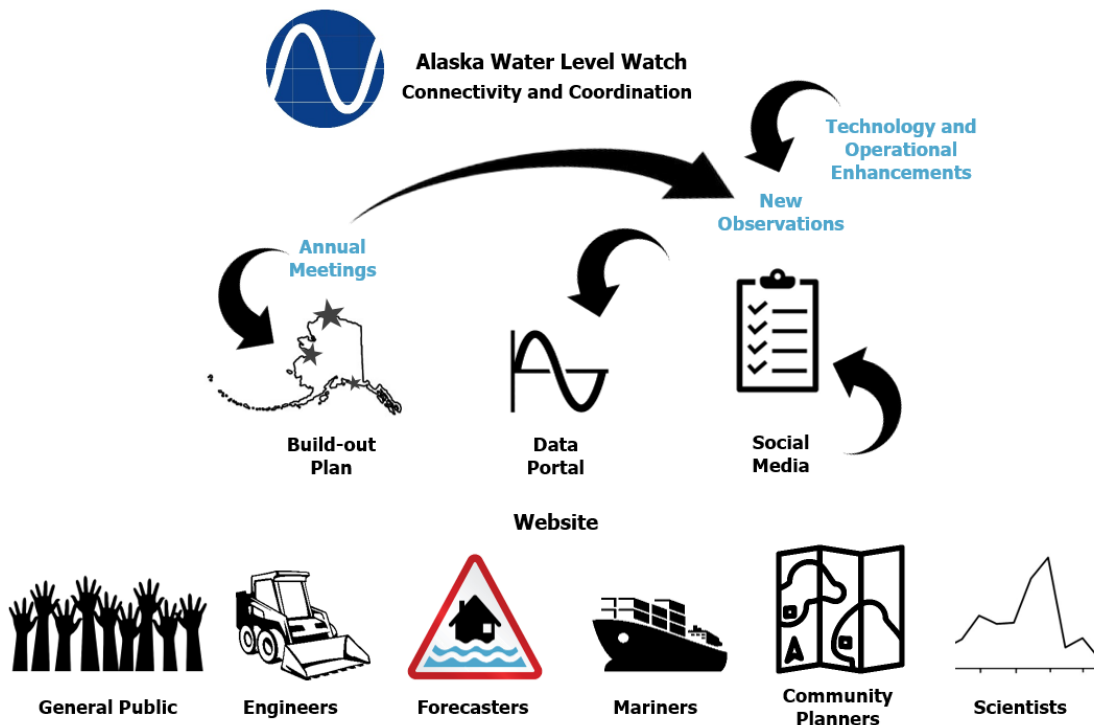 Alaska Water Level Watch
Connectivity and Coordination
Technology and
Operational
Enhancements
New
Observations
Annual
Meetings
Build-out
Plan
Data
Portal
Social
Media
Website
General Public
Engineers
Forecasters
Mariners
Community
Planners
Scientists